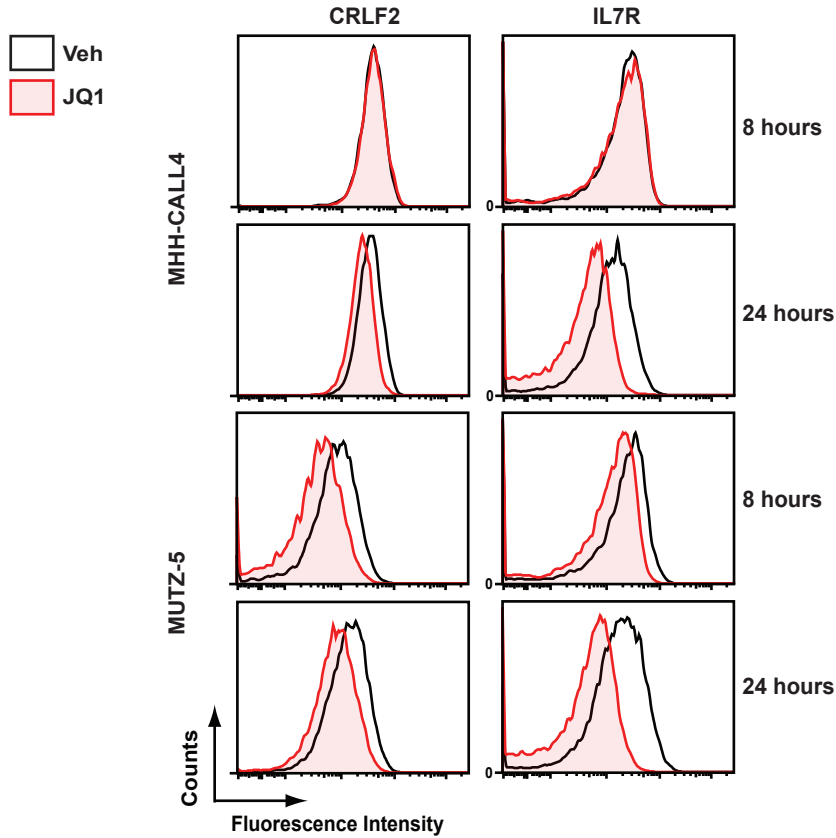 CRLF2 IL7R
Veh
JQ1
MHH-CALL4
8 hours
0
24 hours
0
MUTZ-5
8 hours
0
24 hours
0
Counts
Fluorescence Intensity